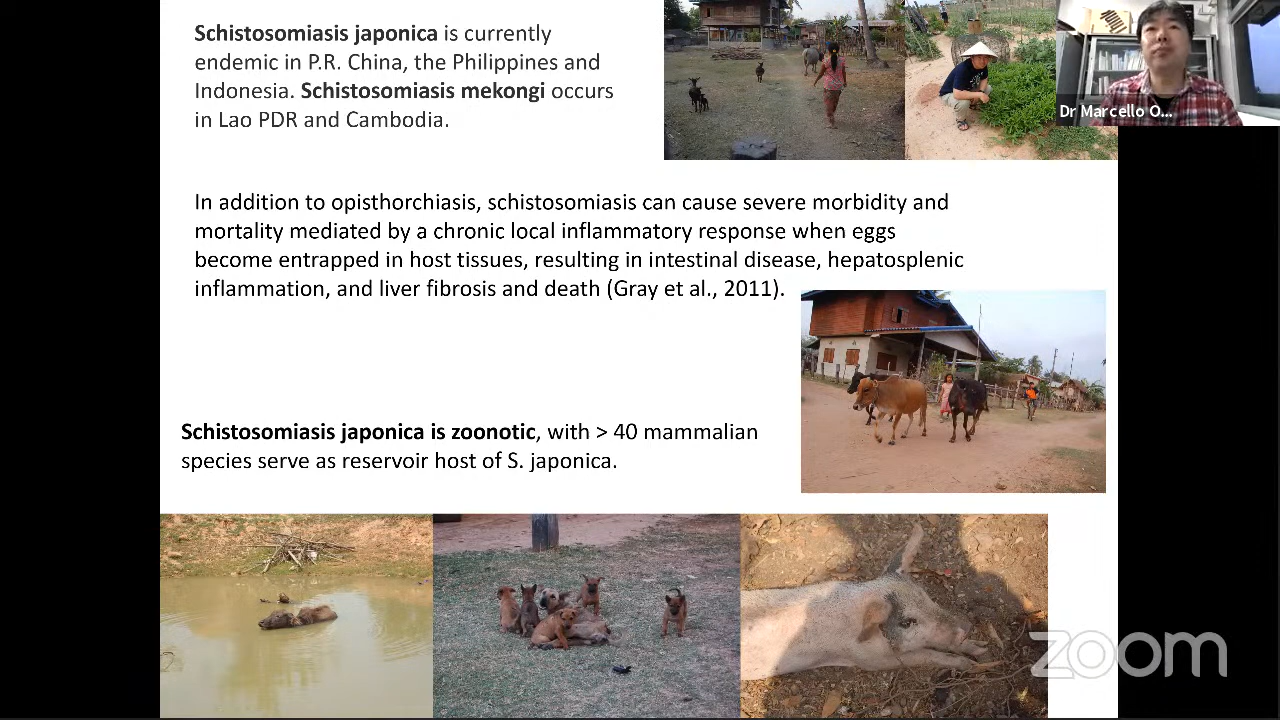 Schistosomiasis japonica is currently
endemic in P.R. China, the Philippines and
Indonesia. Schistosomiasis mekongi occurs
in Lao PDR and Cambodia.
Dr Marcello O...
In addition to opisthorchiasis, schistosomiasis can cause severe morbidity and
mortality mediated by a chronic local inflammatory response when eggs
become entrapped in host tissues, resulting in intestinal disease, hepatosplenic
inflammation, and liver fibrosis and death (Gray et al., 2011).
Schistosomiasis japonica is zoonotic, with > 40 mammalian
species serve as reservoir host of S. japonica.
zoom